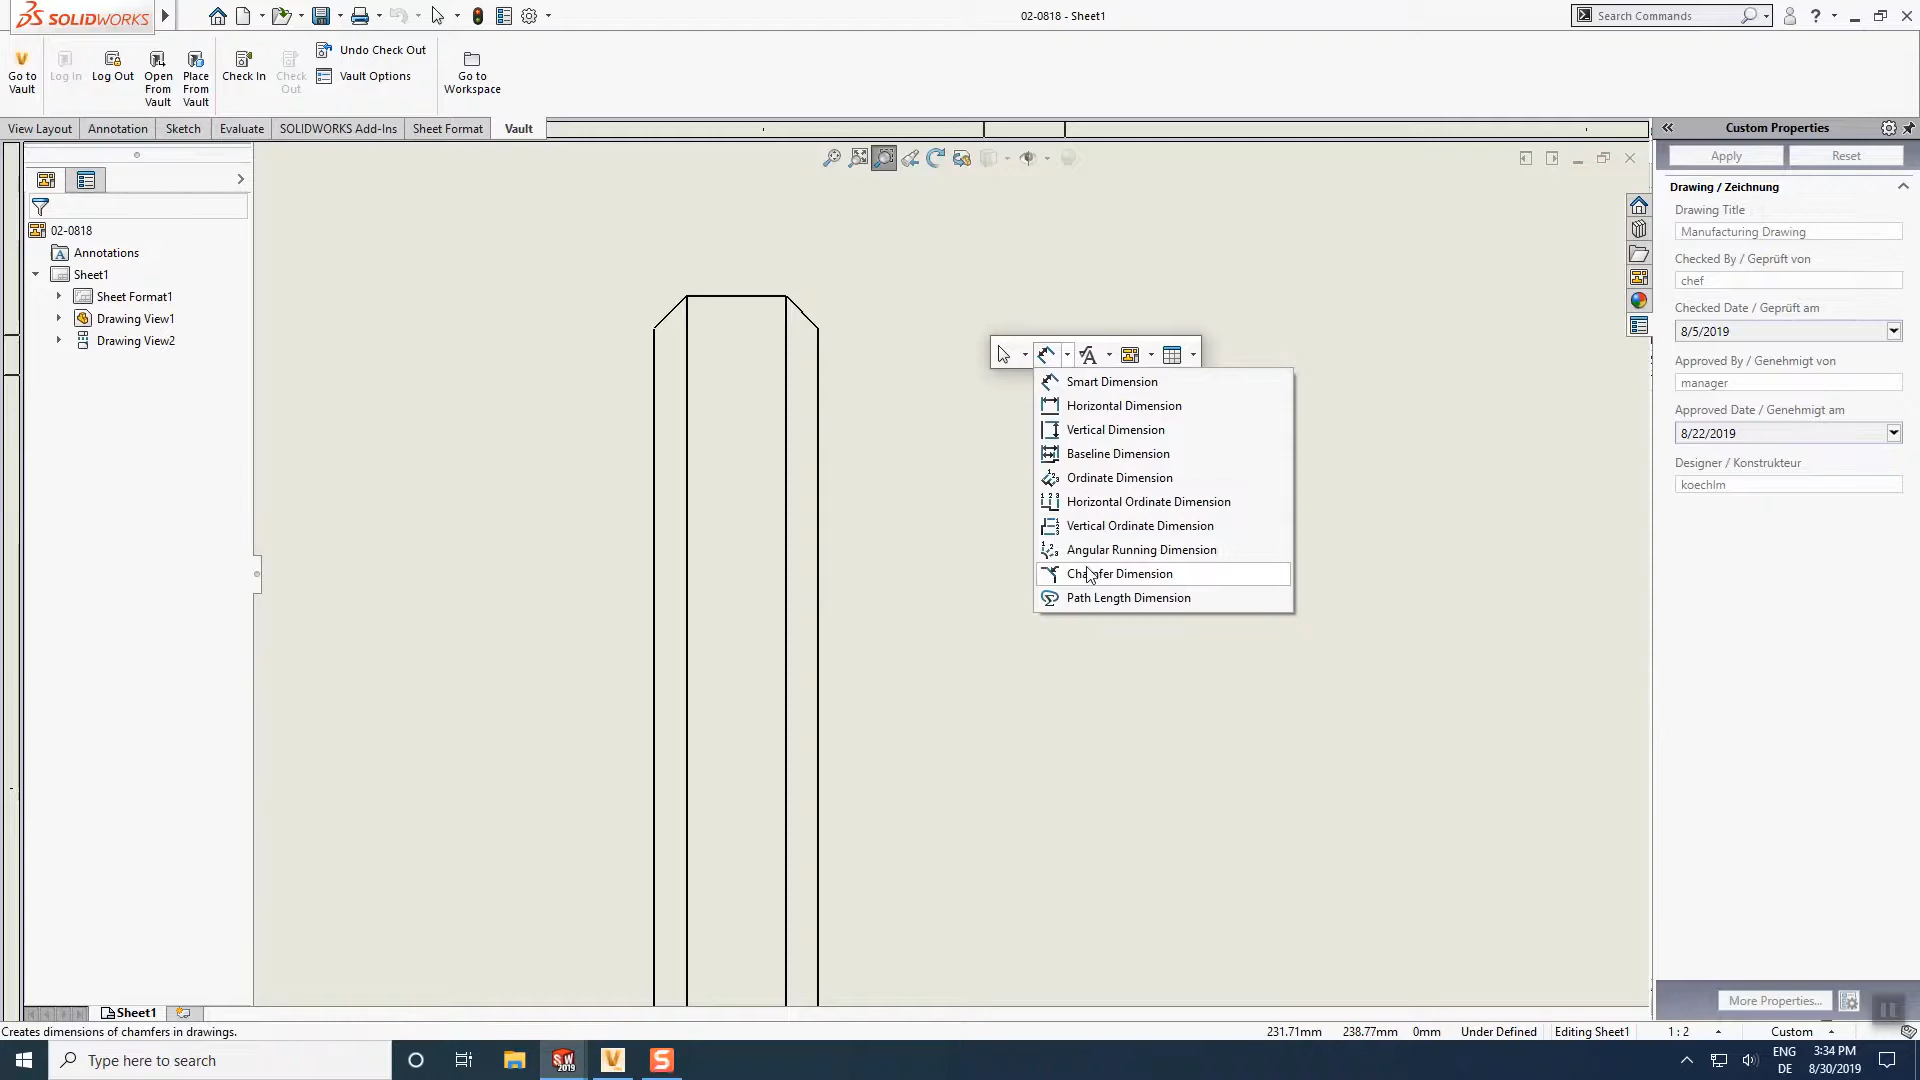 SOLIDWORKS
02-0818 - Sheet1
Search Commands
Go to Vault
Log In
Log Out
Open From Vault
Place From Vault
Check In
Check Out
Undo Check Out
Vault Options
Go to Workspace
View Layout
Annotation
Sketch
Evaluate
SOLIDWORKS Add-Ins
Sheet Format
Vault
02-0818
Annotations
Sheet1
Sheet Format1
Drawing View1
Drawing View2
Smart Dimension
Horizontal Dimension
Vertical Dimension
Baseline Dimension
Ordinate Dimension
Horizontal Ordinate Dimension
Vertical Ordinate Dimension
Angular Running Dimension
Chamfer Dimension
Path Length Dimension
Custom Properties
Apply
Reset
Drawing / Zeichnung
Drawing Title
Manufacturing Drawing
Checked By / Geprüft von
chef
Checked Date / Geprüft am
8/5/2019
Approved By / Genehmigt von
manager
Approved Date / Genehmigt am
8/22/2019
Designer / Konstrukteur
koechlm
More Properties...
Sheet1
Creates dimensions of chamfers in drawings.
231.71mm
238.77mm
0mm
Under Defined
Editing Sheet1
1 : 2
Custom
Type here to search
SW
2019
V
S
ENG
DE
3:34 PM
8/30/2019